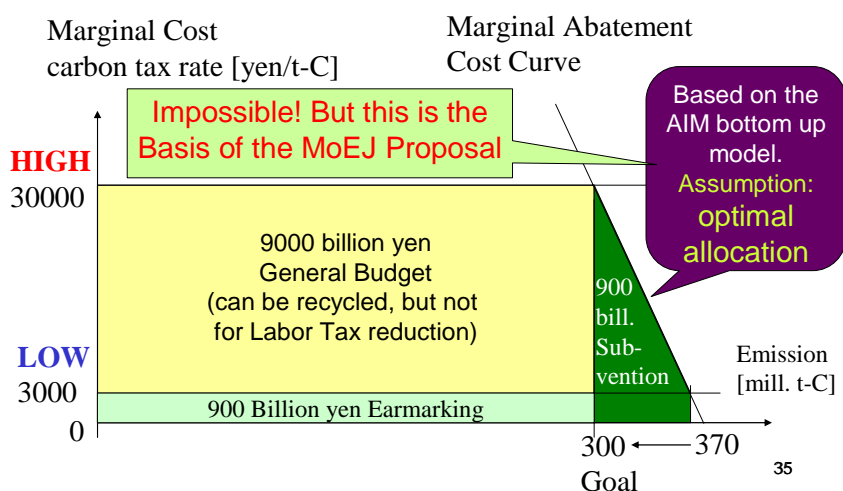 Marginal Cost
carbon tax rate [yen/t-C]
Marginal Abatement
Cost Curve
Impossible! But this is the
Basis of the MoEJ Proposal
Based on the
AIM bottom up
model.
Assumption:
optimal
allocation
HIGH
30000
9000 billion yen
General Budget
(can be recycled, but not
for Labor Tax reduction)
900
bill.
Sub-
vention
LOW
3000
Emission
[mill. t-C]
900 Billion yen Earmarking
0
300
370
Goal
35